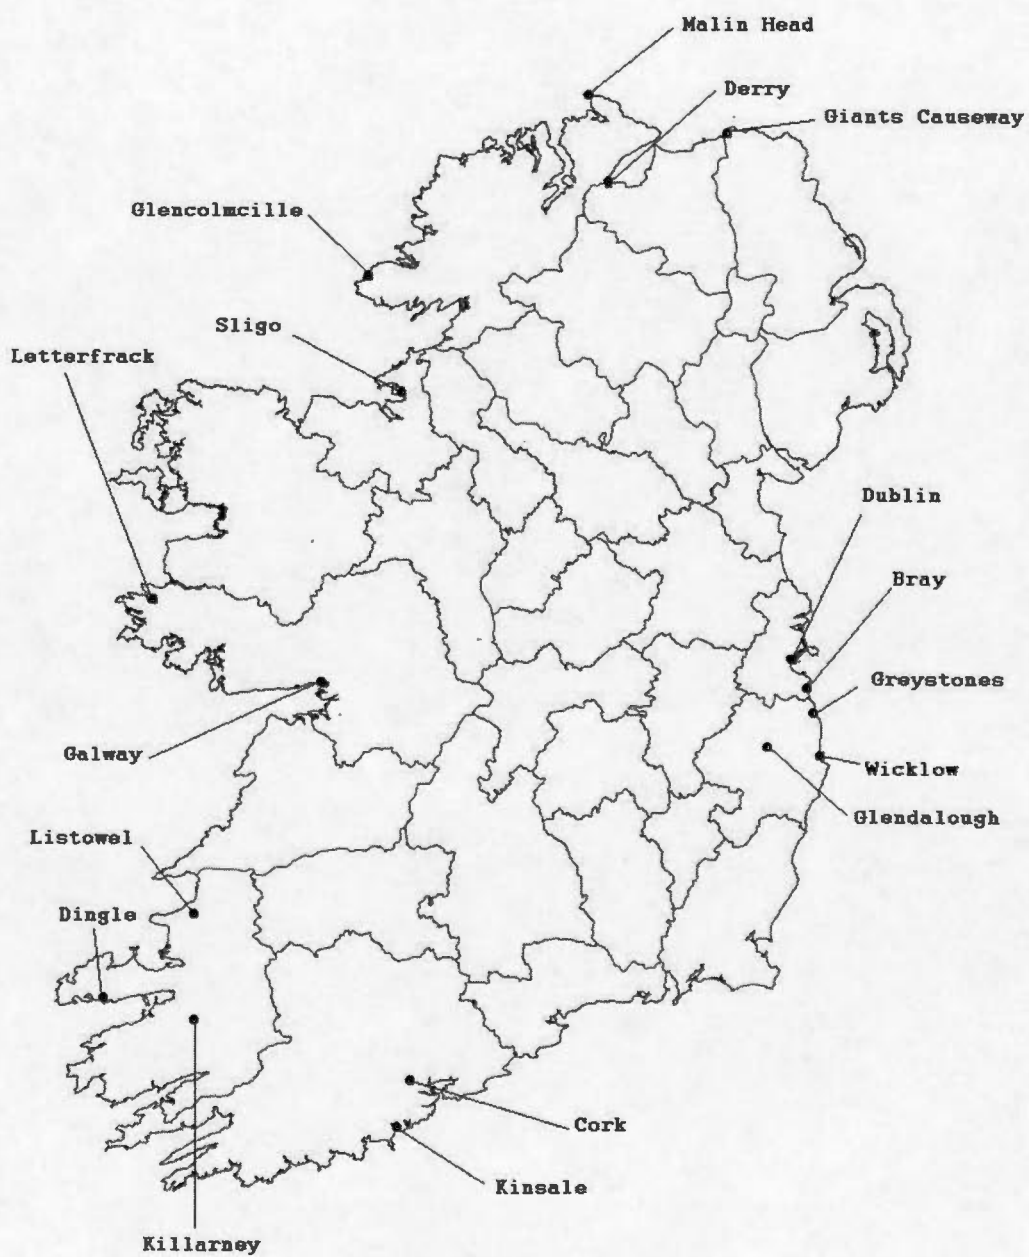 Malin Head
Derry
Giants Causeway
Glencolmcille
Sligo
Letterfrack
Dublin
Bray
Greystones
Galway
Wicklow
Glendalough
Listowel
Dingle
Cork
Kinsale
Killarney